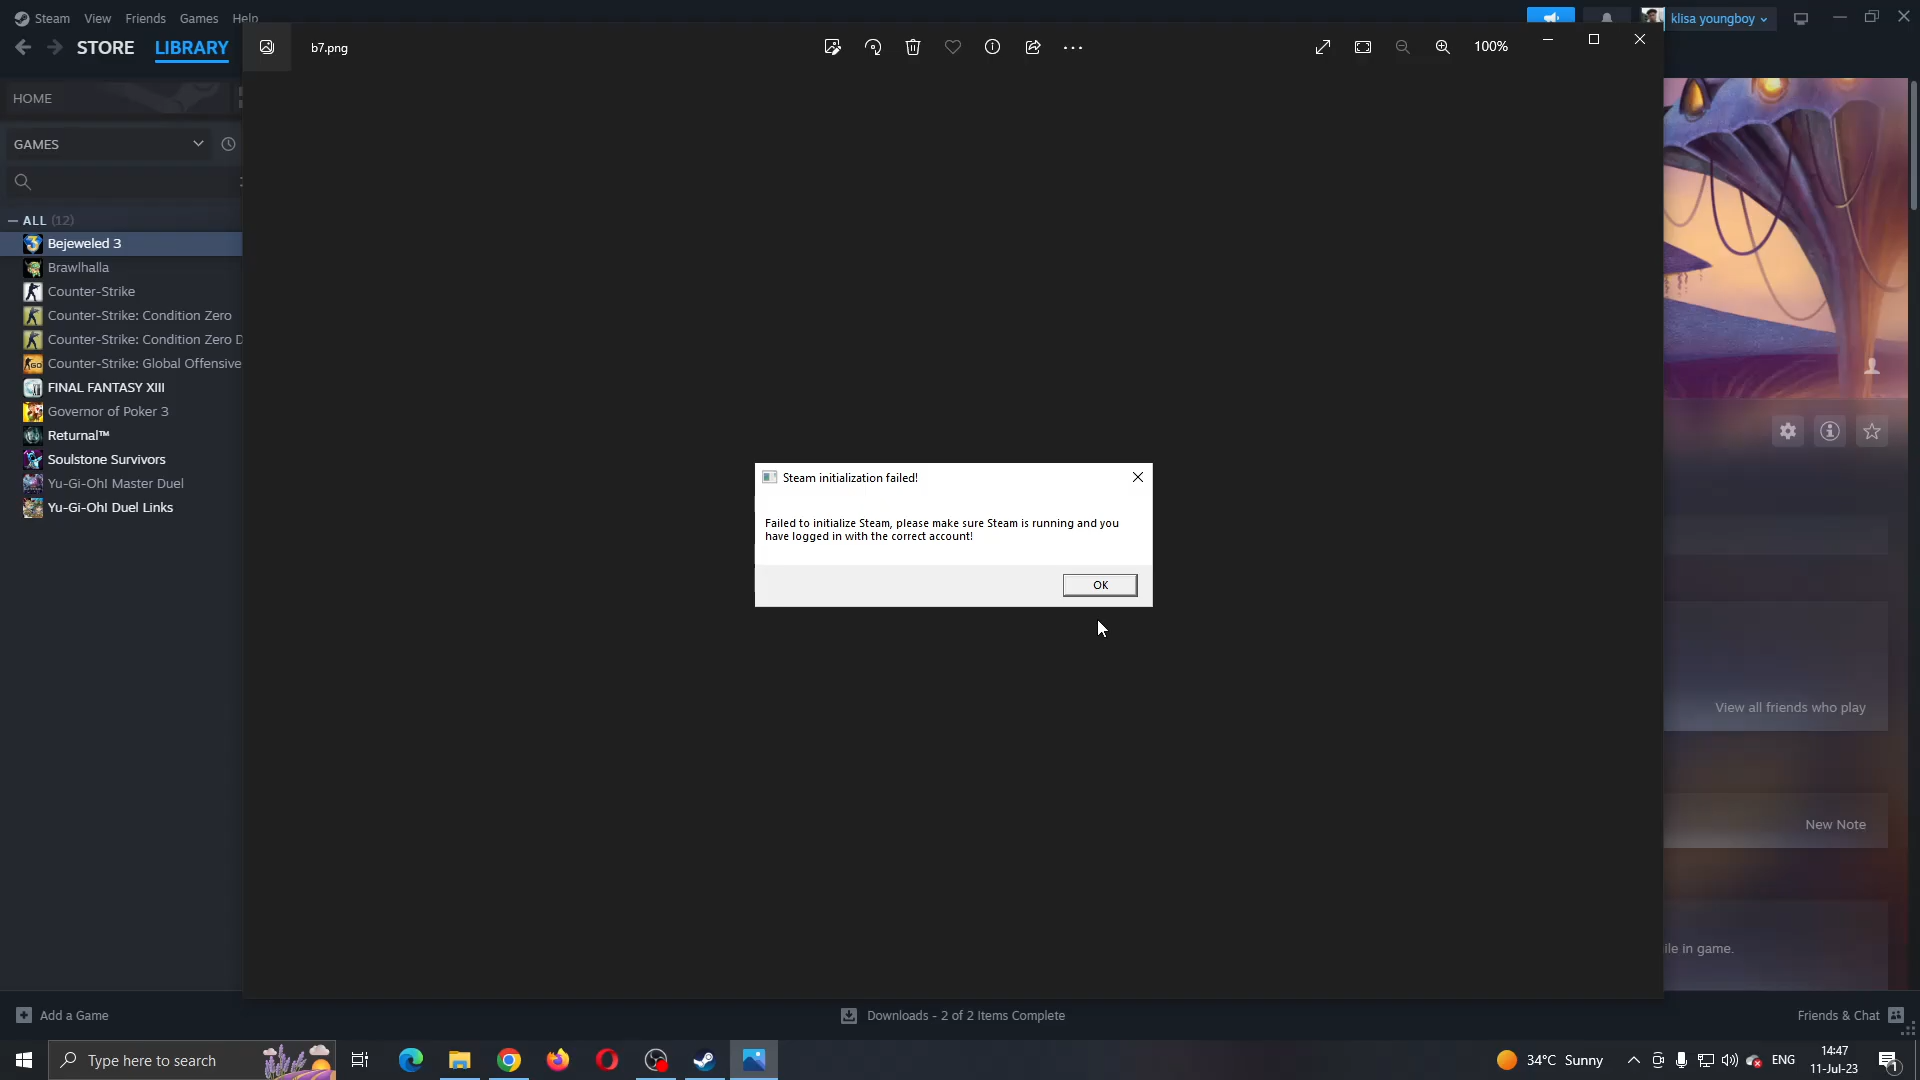 Steam View Friends Games Help
klisa youngboy
STORE LIBRARY
b7.png
100%
HOME
GAMES
ALL (12)
Bejeweled 3
Brawlhalla
Counter-Strike
Counter-Strike: Condition Zero
Counter-Strike: Condition Zero D
Counter-Strike: Global Offensive
FINAL FANTASY XIII
Governor of Poker 3
Returnal™
Soulstone Survivors
Yu-Gi-Oh! Master Duel
Yu-Gi-Oh! Duel Links
Steam initialization failed!
Failed to initialize Steam, please make sure Steam is running and you
have logged in with the correct account!
OK
View all friends who play
New Note
ile in game.
Add a Game
Downloads - 2 of 2 Items Complete
Friends & Chat
Type here to search
34°C Sunny
ENG
14:47
11-Jul-23
1